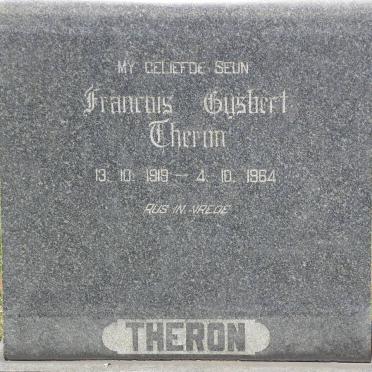 MY GELIEFDE SEUN
Francois Gysbert
Theron
13. 10. 1919 – 4. 10. 1964
RUS IN VREDE
THERON